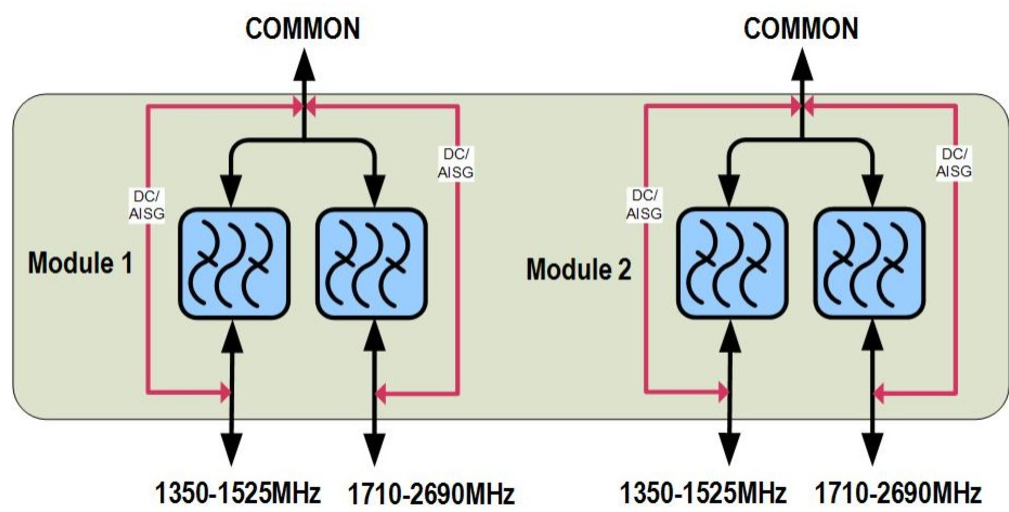 COMMON
COMMON
DC/
AISG
DC/
AISG
DC/
AISG
DC/
AISG
Module 1
Module 2
1350-1525MHz
1710-2690MHz
1350-1525MHz
1710-2690MHz